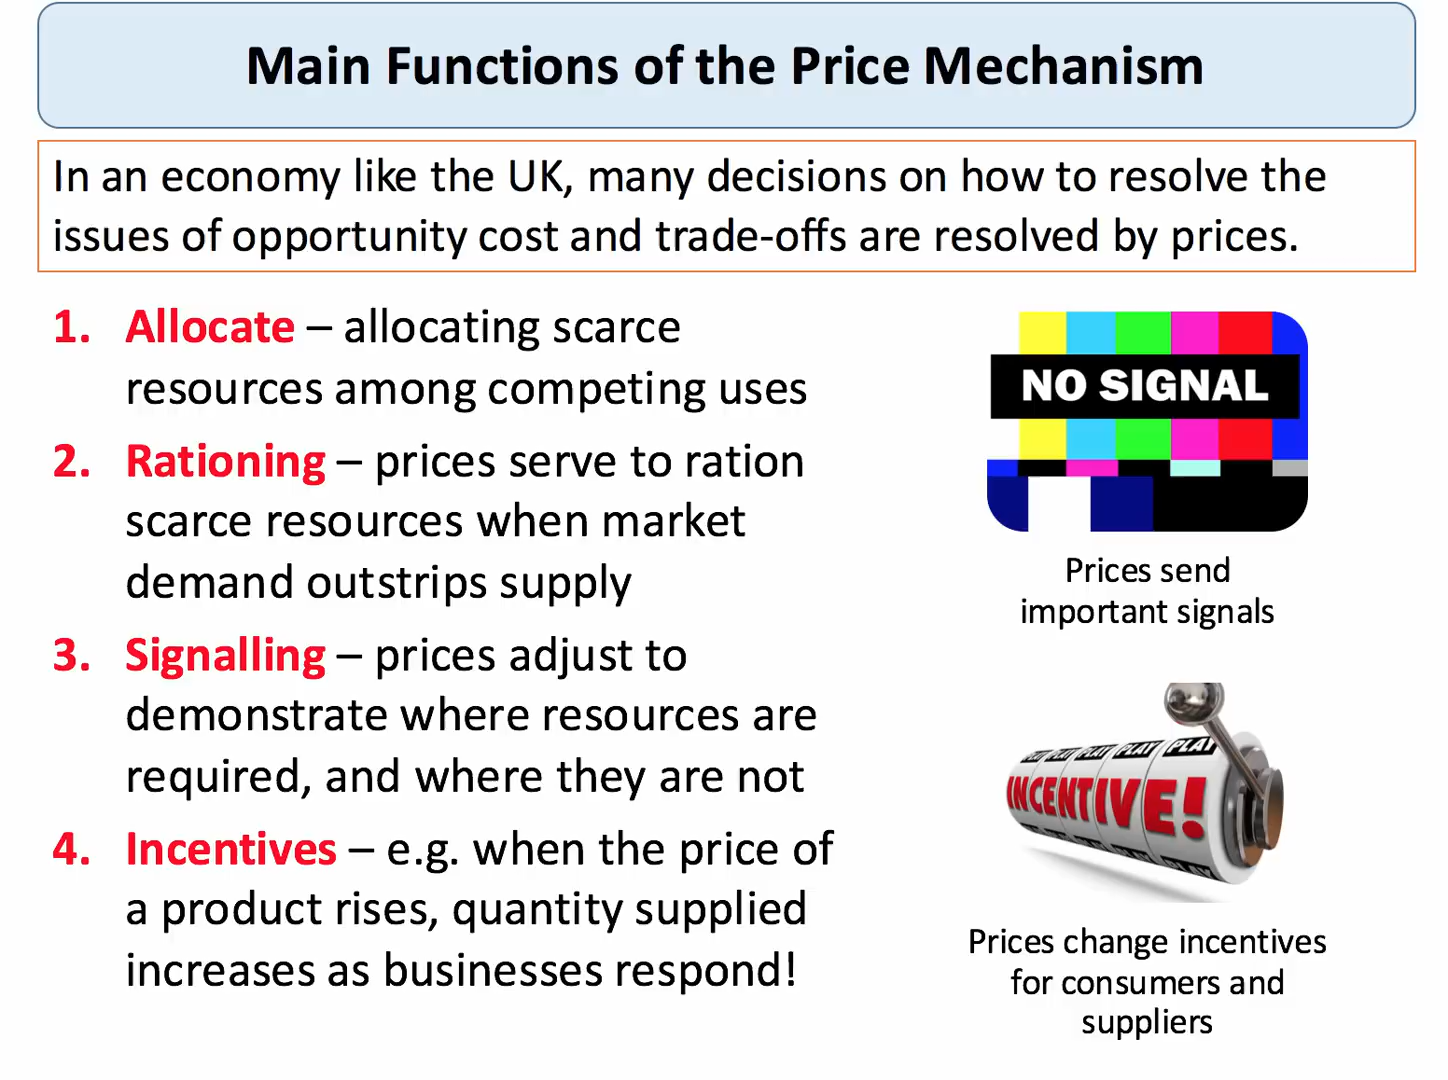 Main Functions of the Price Mechanism
In an economy like the UK, many decisions on how to resolve the
issues of opportunity cost and trade-offs are resolved by prices.
1. Allocate – allocating scarce
resources among competing uses
2. Rationing – prices serve to ration
scarce resources when market
demand outstrips supply
3. Signalling – prices adjust to
demonstrate where resources are
required, and where they are not
4. Incentives – e.g. when the price of
a product rises, quantity supplied
increases as businesses respond!
NO SIGNAL
Prices send
important signals
PLAY PLAY PLAY PLAY
INCENTIVE!
Prices change incentives
for consumers and
suppliers